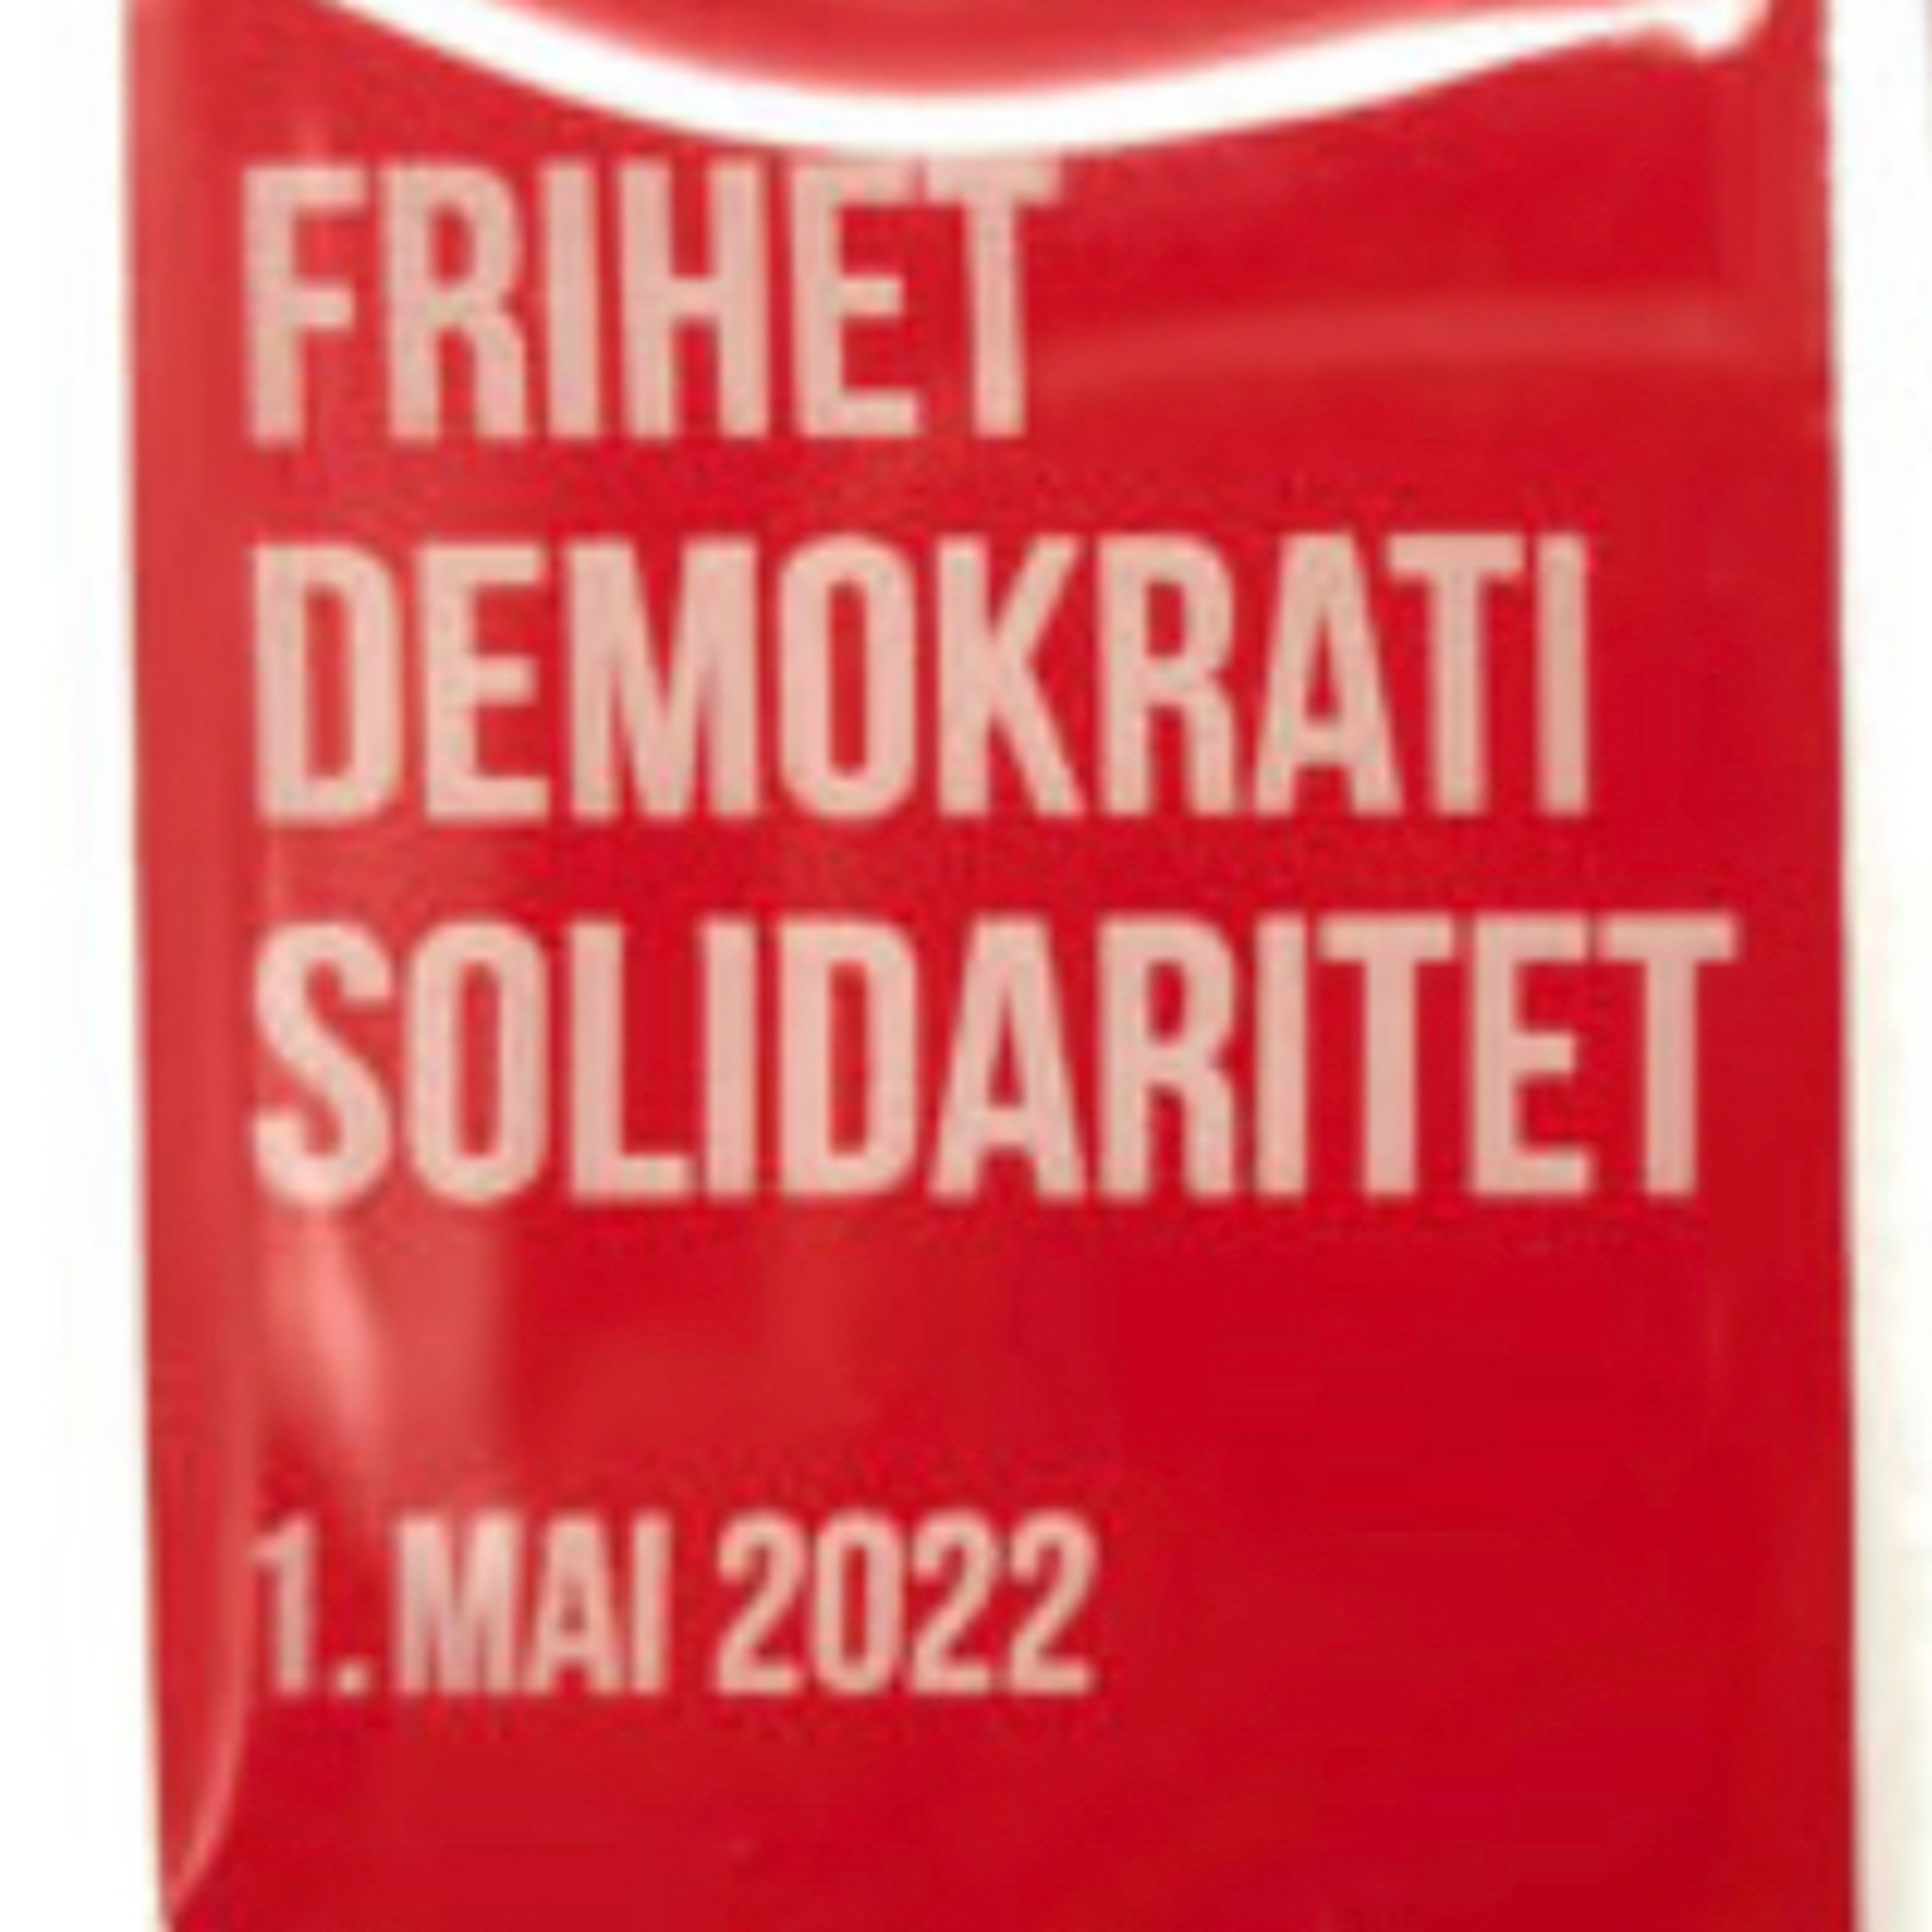 FRIHET
DEMOKRATI
SOLIDARITET
1. MAI 2022